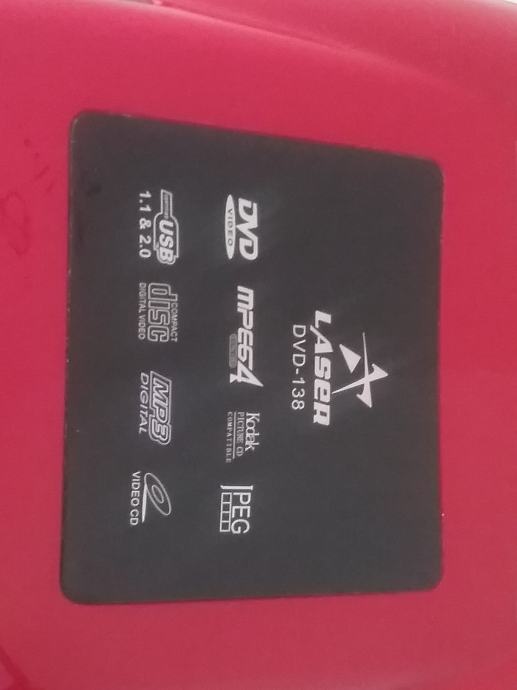 LASER
DVD-138
DVD
VIDEO
MPEG4
Kodak
PICTURE CD
COMPATIBLE
JPEG
USB
1.1 & 2.0
COMPACT
disc
DIGITAL VIDEO
MP3
DIGITAL
VIDEO CD